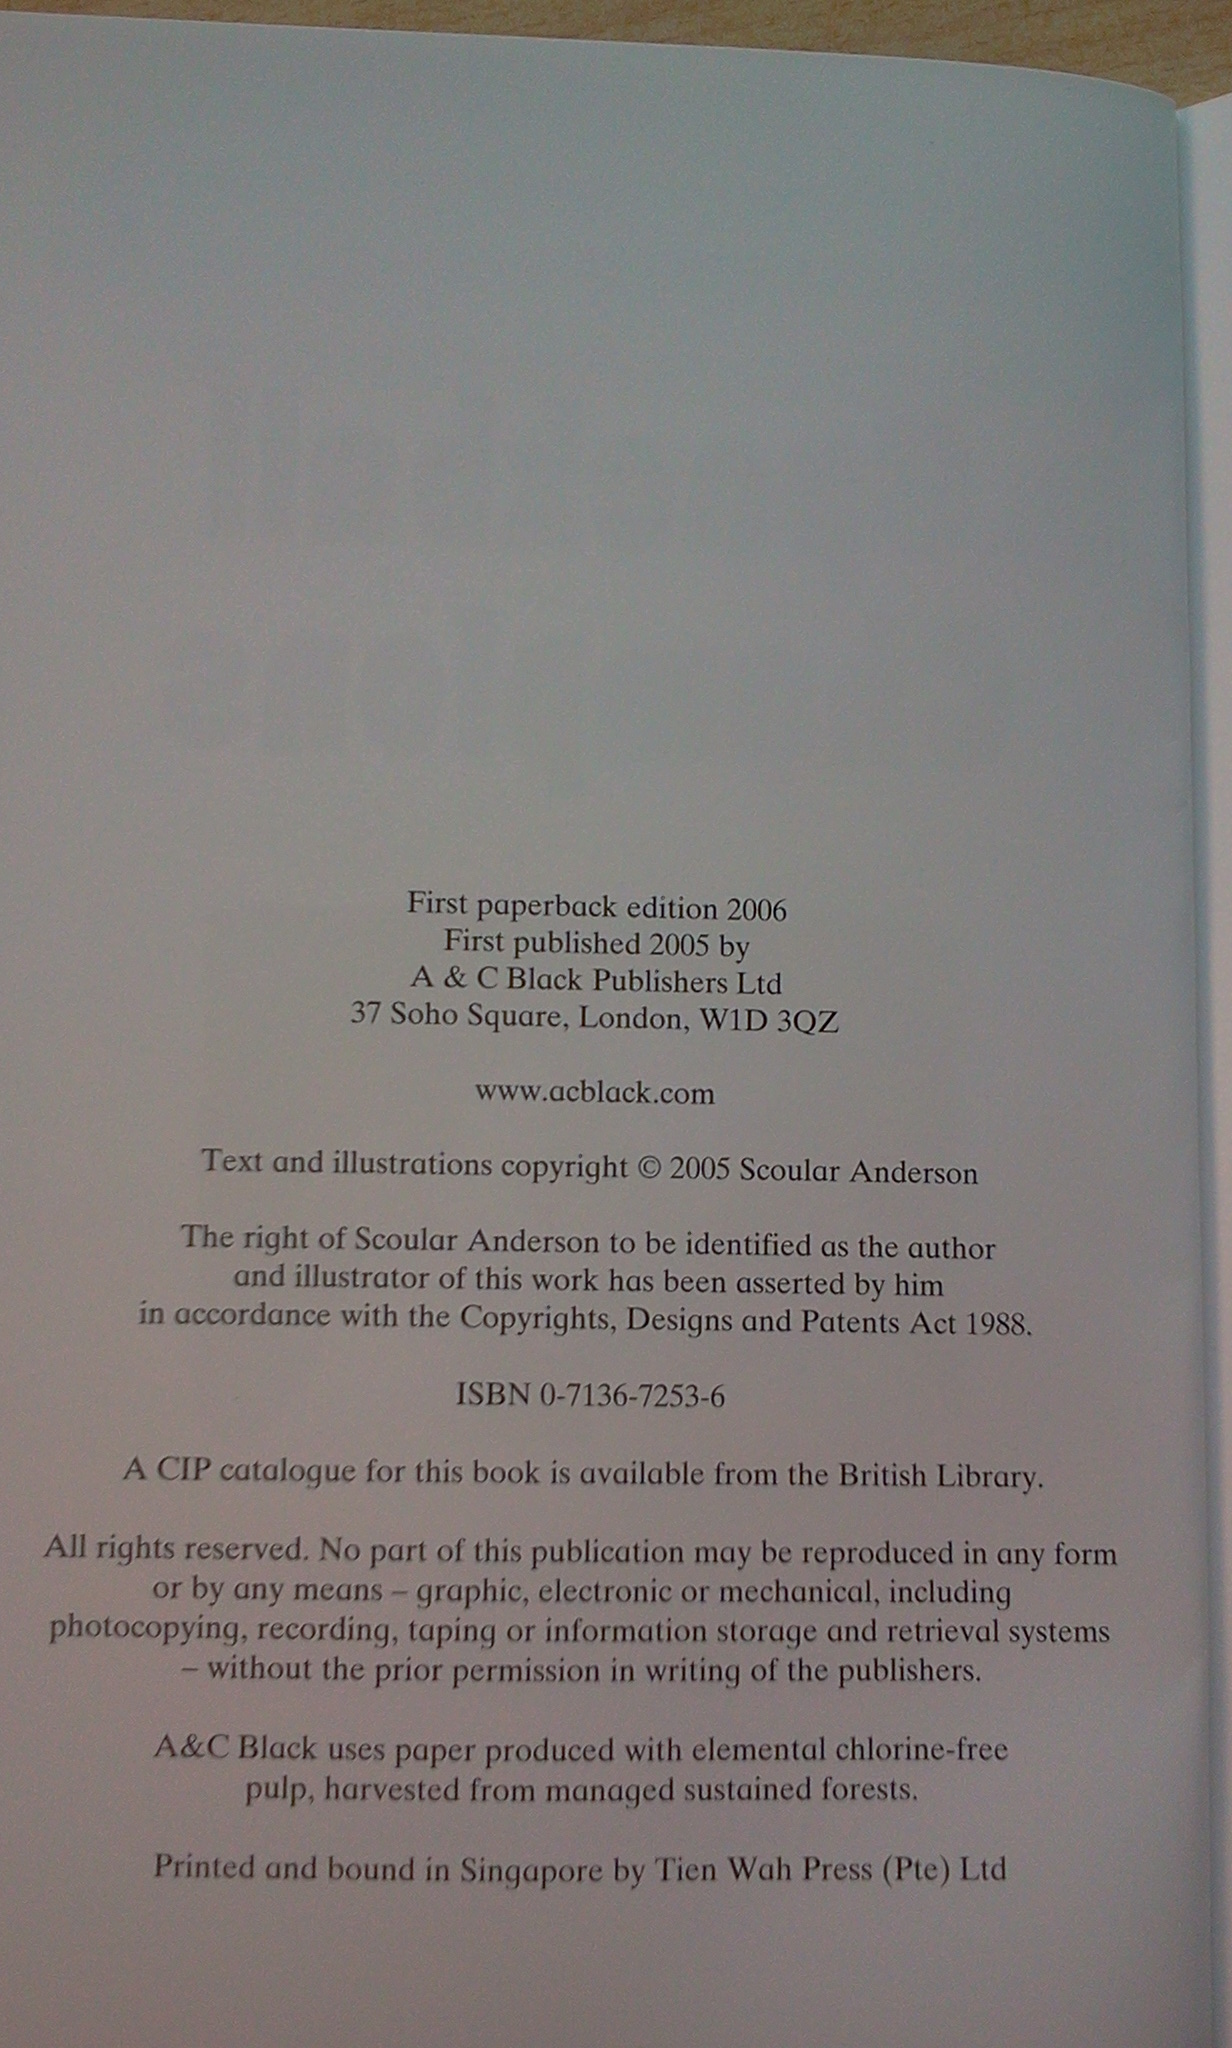 First paperback edition 2006
First published 2005 by
A & C Black Publishers Ltd
37 Soho Square, London, W1D 3QZ
www.acblack.com
Text and illustrations copyright © 2005 Scoular Anderson
The right of Scoular Anderson to be identified as the author
and illustrator of this work has been asserted by him
in accordance with the Copyrights, Designs and Patents Act 1988.
ISBN 0-7136-7253-6
A CIP catalogue for this book is available from the British Library.
All rights reserved. No part of this publication may be reproduced in any form
or by any means – graphic, electronic or mechanical, including
photocopying, recording, taping or information storage and retrieval systems
– without the prior permission in writing of the publishers.
A&C Black uses paper produced with elemental chlorine-free
pulp, harvested from managed sustained forests.
Printed and bound in Singapore by Tien Wah Press (Pte) Ltd